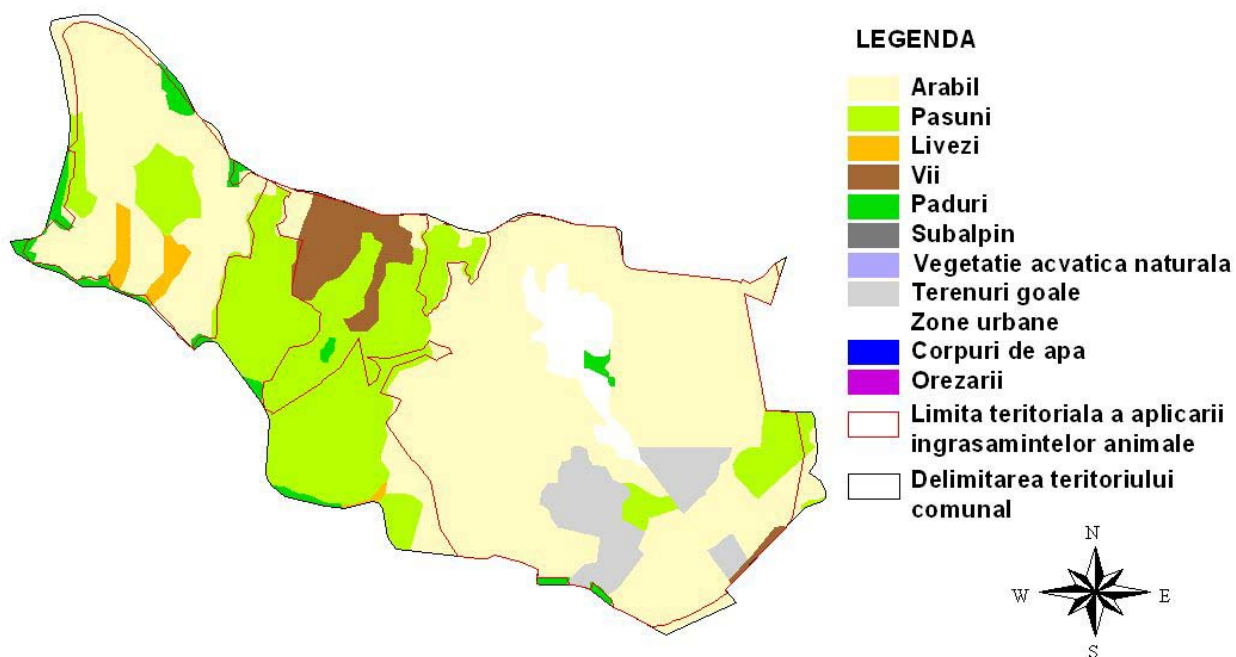 LEGENDA
Arabil
Pasuni
Livezi
Vii
Paduri
Subalpin
Vegetatie acvatica naturala
Terenuri goale
Zone urbane
Corpuri de apa
Orezarii
Limita teritoriala a aplicarii
ingrasamintelor animale
Delimitarea teritoriului
comunal
N
W E
S